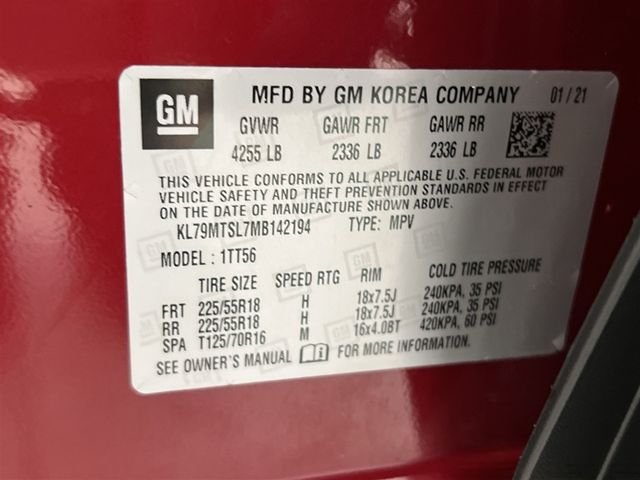 GM MFD BY GM KOREA COMPANY 01/21
GVWR GAWR FRT GAWR RR
4255 LB 2336 LB 2336 LB
THIS VEHICLE CONFORMS TO ALL APPLICABLE U.S. FEDERAL MOTOR
VEHICLE SAFETY AND THEFT PREVENTION STANDARDS IN EFFECT
ON THE DATE OF MANUFACTURE SHOWN ABOVE.
KL79MTSL7MB142194 TYPE: MPV
MODEL : 1TT56
TIRE SIZE SPEED RTG RIM COLD TIRE PRESSURE
FRT 225/55R18 H 18x7.5J 240KPA, 35 PSI
RR 225/55R18 H 18x7.5J 240KPA, 35 PSI
SPA T125/70R16 M 16x4.0BT 420KPA, 60 PSI
SEE OWNER'S MANUAL FOR MORE INFORMATION.